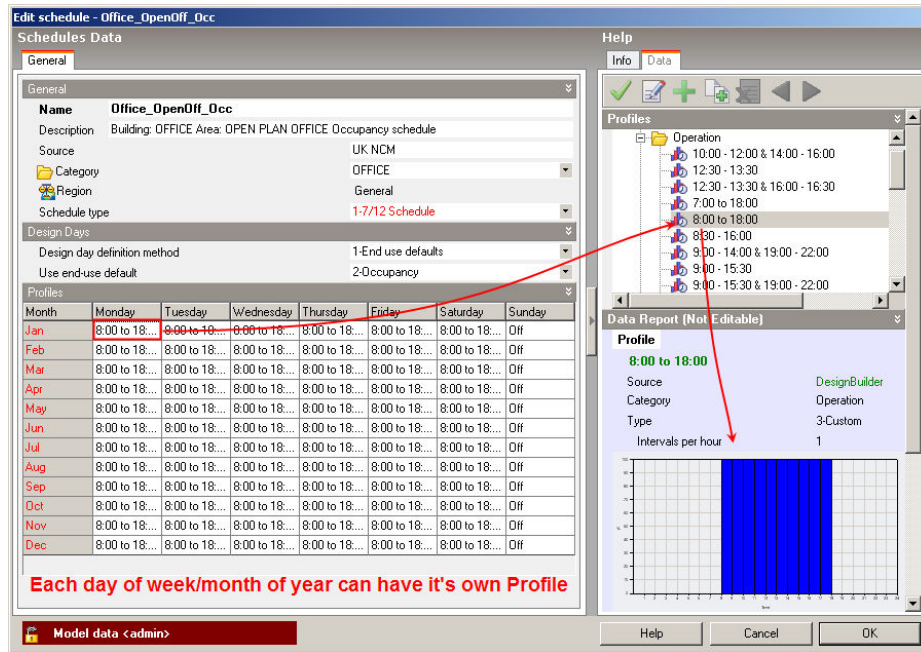 Edit schedule - Office_OpenOff_Occ
Schedules Data
General
General
Name Office_OpenOff_Occ
Description Building: OFFICE Area: OPEN PLAN OFFICE Occupancy schedule
Source UK NCM
Category OFFICE
Region General
Schedule type 1-7/12 Schedule
Design Days
Design day definition method 1-End use defaults
Use end-use default 2-Occupancy
Profiles
Month Monday Tuesday Wednesday Thursday Friday Saturday Sunday
Jan 8:00 to 18:... 8:00 to 18:... 8:00 to 18:... 8:00 to 18:... 8:00 to 18:... 8:00 to 18:... Off
Feb 8:00 to 18:... 8:00 to 18:... 8:00 to 18:... 8:00 to 18:... 8:00 to 18:... 8:00 to 18:... Off
Mar 8:00 to 18:... 8:00 to 18:... 8:00 to 18:... 8:00 to 18:... 8:00 to 18:... 8:00 to 18:... Off
Apr 8:00 to 18:... 8:00 to 18:... 8:00 to 18:... 8:00 to 18:... 8:00 to 18:... 8:00 to 18:... Off
May 8:00 to 18:... 8:00 to 18:... 8:00 to 18:... 8:00 to 18:... 8:00 to 18:... 8:00 to 18:... Off
Jun 8:00 to 18:... 8:00 to 18:... 8:00 to 18:... 8:00 to 18:... 8:00 to 18:... 8:00 to 18:... Off
Jul 8:00 to 18:... 8:00 to 18:... 8:00 to 18:... 8:00 to 18:... 8:00 to 18:... 8:00 to 18:... Off
Aug 8:00 to 18:... 8:00 to 18:... 8:00 to 18:... 8:00 to 18:... 8:00 to 18:... 8:00 to 18:... Off
Sep 8:00 to 18:... 8:00 to 18:... 8:00 to 18:... 8:00 to 18:... 8:00 to 18:... 8:00 to 18:... Off
Oct 8:00 to 18:... 8:00 to 18:... 8:00 to 18:... 8:00 to 18:... 8:00 to 18:... 8:00 to 18:... Off
Nov 8:00 to 18:... 8:00 to 18:... 8:00 to 18:... 8:00 to 18:... 8:00 to 18:... 8:00 to 18:... Off
Dec 8:00 to 18:... 8:00 to 18:... 8:00 to 18:... 8:00 to 18:... 8:00 to 18:... 8:00 to 18:... Off
Each day of week/month of year can have it's own Profile
Model data <admin>
Help
Info Data
Profiles
Operation
10:00 - 12:00 & 14:00 - 16:00
12:30 - 13:30
12:30 - 13:30 & 16:00 - 16:30
7:00 to 18:00
8:00 to 18:00
8:30 - 16:00
9:00 - 14:00 & 19:00 - 22:00
9:00 - 15:30
9:00 - 15:30 & 19:00 - 22:00
Data Report (Not Editable)
Profile
8:00 to 18:00
Source DesignBuilder
Category Operation
Type 3-Custom
Intervals per hour 1
Help Cancel OK